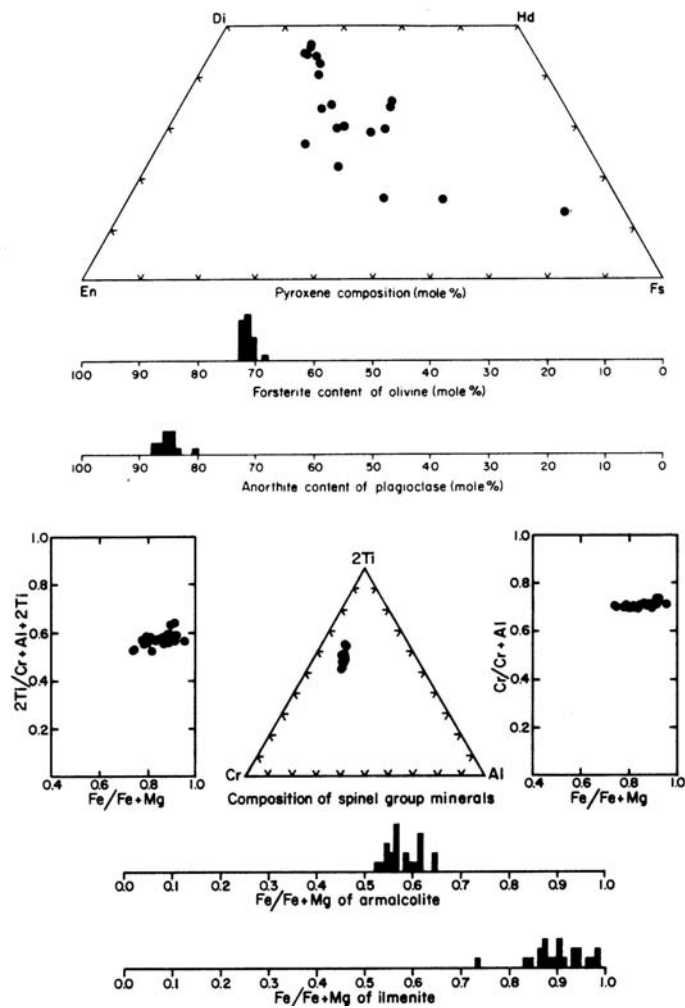 Di Hd
En Pyroxene composition (mole %) Fs
100 90 80 70 60 50 40 30 20 10 0
Forsterite content of olivine (mole %)
100 90 80 70 60 50 40 30 20 10 0
Anorthite content of plagioclase (mole %)
2Ti/Cr+Al+2Ti
1.0
0.8
0.6
0.4
0.2
0.4 0.6 0.8 1.0
Fe/Fe+Mg
2Ti
Cr Al
Composition of spinel group minerals
Cr/Cr+Al
1.0
0.8
0.6
0.4
0.2
0.4 0.6 0.8 1.0
Fe/Fe+Mg
0.0 0.1 0.2 0.3 0.4 0.5 0.6 0.7 0.8 0.9 1.0
Fe/Fe+Mg of armalcolite
0.0 0.1 0.2 0.3 0.4 0.5 0.6 0.7 0.8 0.9 1.0
Fe/Fe+Mg of ilmenite